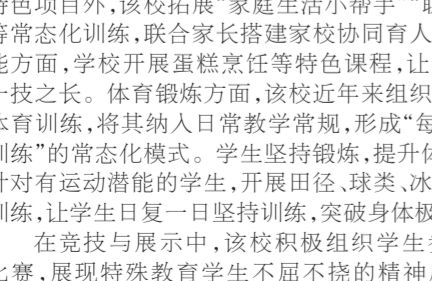 特色项目外，该校拓展“家庭生活小帮手”“
等常态化训练，联合家长搭建家校协同育人
能方面，学校开展蛋糕烹饪等特色课程，让
一技之长。体育锻炼方面，该校近年来组织
体育训练，将其纳入日常教学常规，形成“每
训练”的常态化模式。学生坚持锻炼，提升体
针对有运动潜能的学生，开展田径、球类、冰
训练，让学生日复一日坚持训练，突破身体极
在竞技与展示中，该校积极组织学生
比赛，展现特殊教育学生不屈不挠的精神